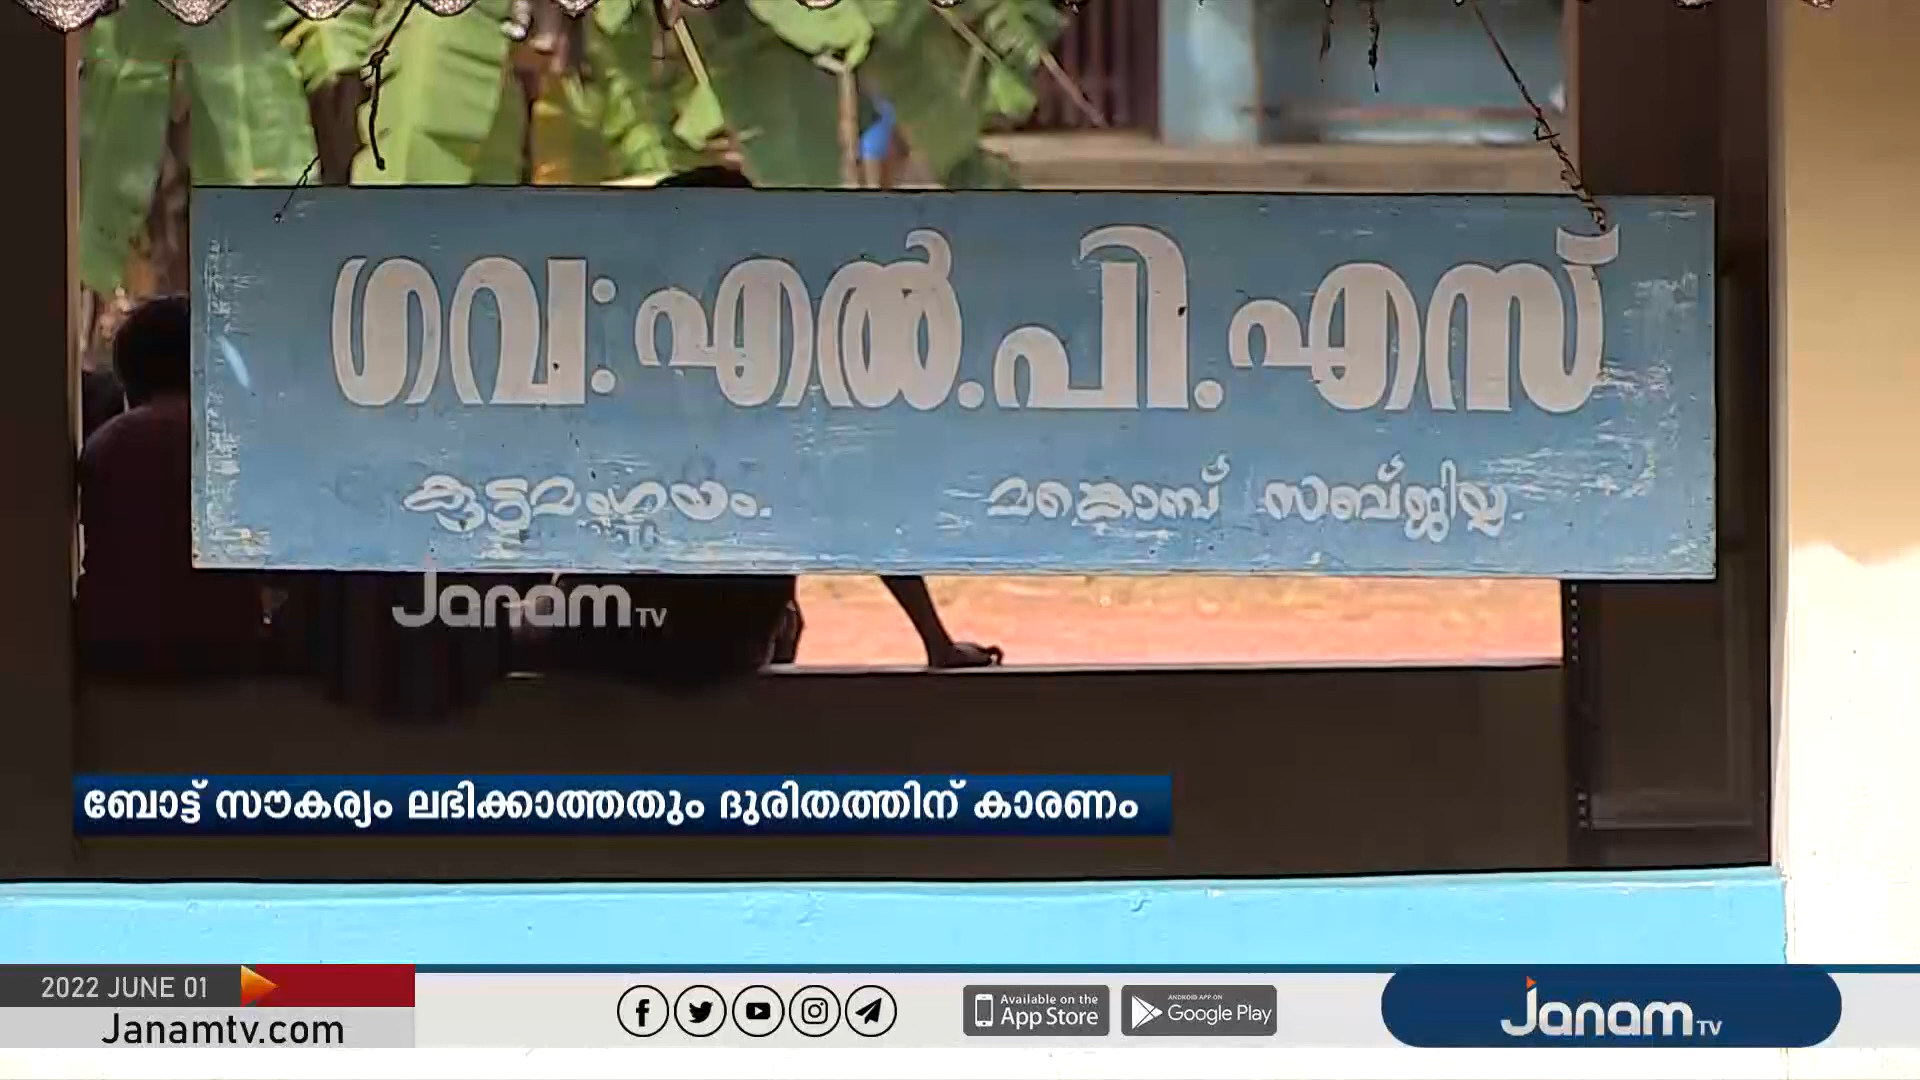 ഗവ: എൽ.പി.എസ്
കുട്ടമംഗലം. മങ്കൊമ്പ് സബ്ജില്ല.
Janam TV
ബോട്ട് സൗകര്യം ലഭിക്കാത്തതും ദുരിതത്തിന് കാരണം
2022 JUNE 01
Janamtv.com
Available on the
App Store
ANDROID APP ON
Google Play
Janam TV